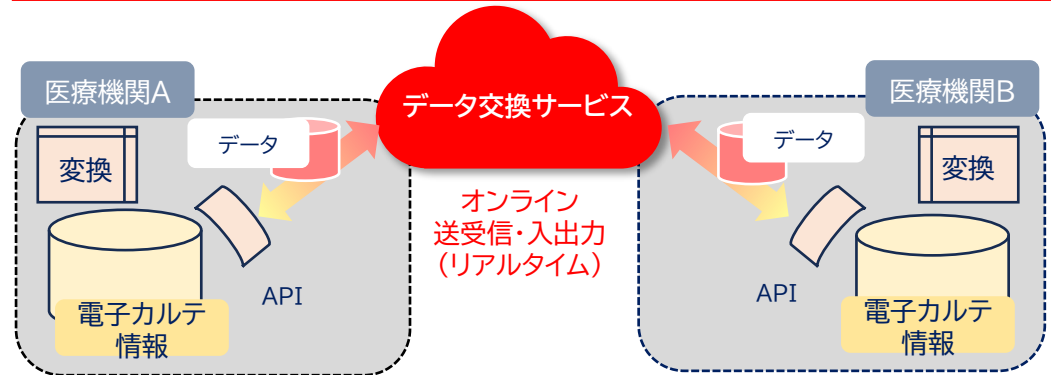 医療機関A
変換
データ
API
電子カルテ
情報
データ交換サービス
オンライン
送受信・入出力
（リアルタイム）
医療機関B
データ
変換
API
電子カルテ
情報